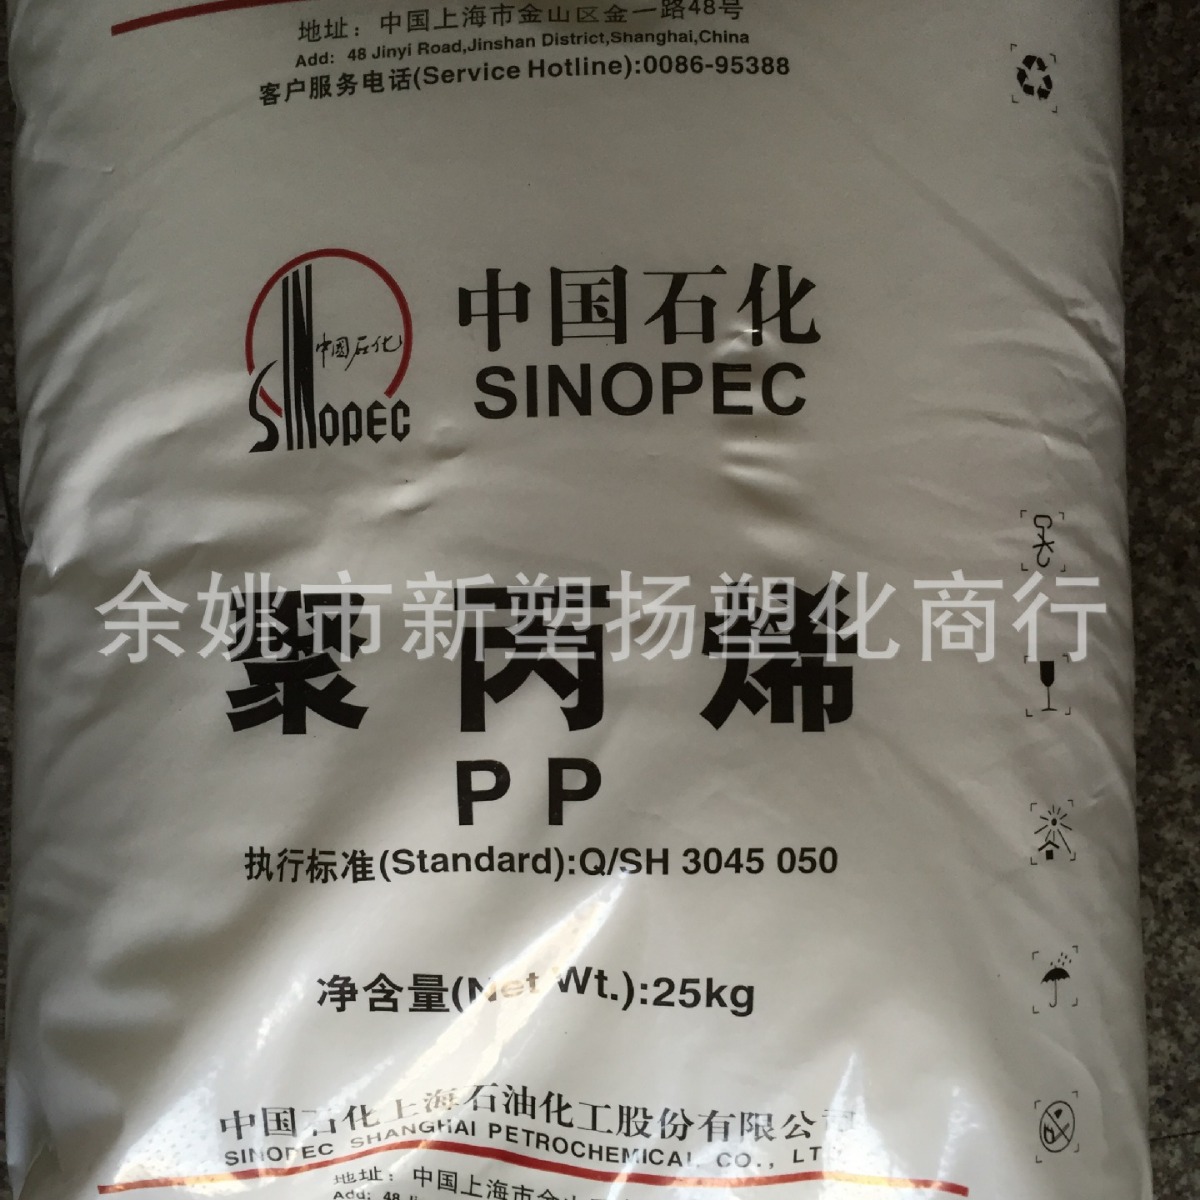 地址：中国上海市金山区金一路48号
Add: 48 Jinyi Road,Jinshan District,Shanghai,China
客户服务电话(Service Hotline):0086-95388
中国石化
SINOPEC
中国石化
SINOPEC
余姚市新塑扬塑化商行
聚丙烯
PP
执行标准(Standard):Q/SH 3045 050
净含量(Net Wt.):25kg
中国石化上海石油化工股份有限公司
SINOPEC SHANGHAI PETROCHEMICAL CO., LT
地址：中国上海市金山
Add: 48